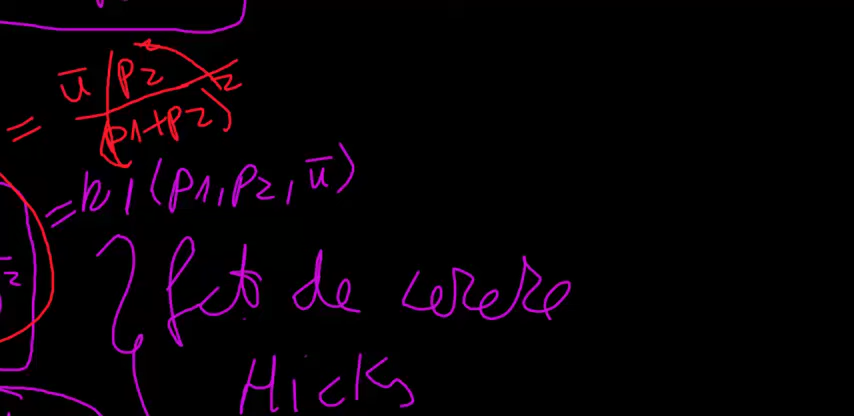 = ū p2 2
(p1+p2)
= h1(p1,p2,ū)
fct de cerere
Hicks